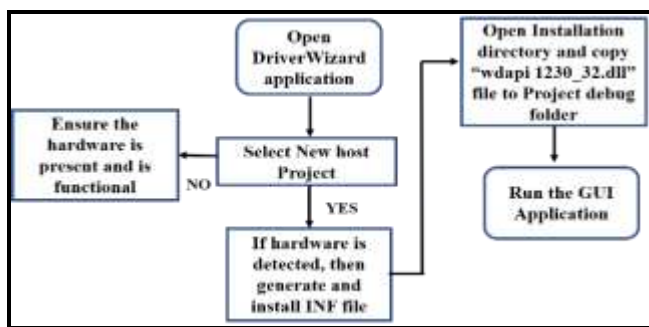 Open
DriverWizard
application
Select New host
Project
NO
Ensure the
hardware is
present and is
functional
YES
If hardware is
detected, then
generate and
install INF file
Open Installation
directory and copy
“wdapi 1230_32.dll”
file to Project debug
folder
Run the GUI
Application